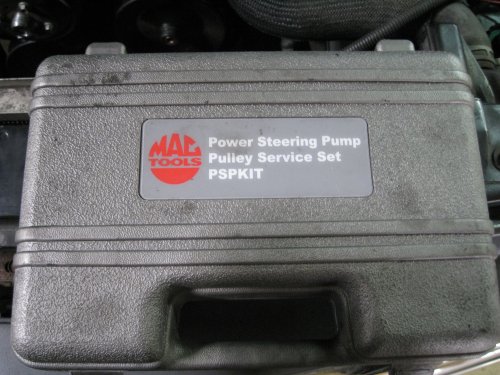 MAC
TOOLS
Power Steering Pump
Pulley Service Set
PSPKIT